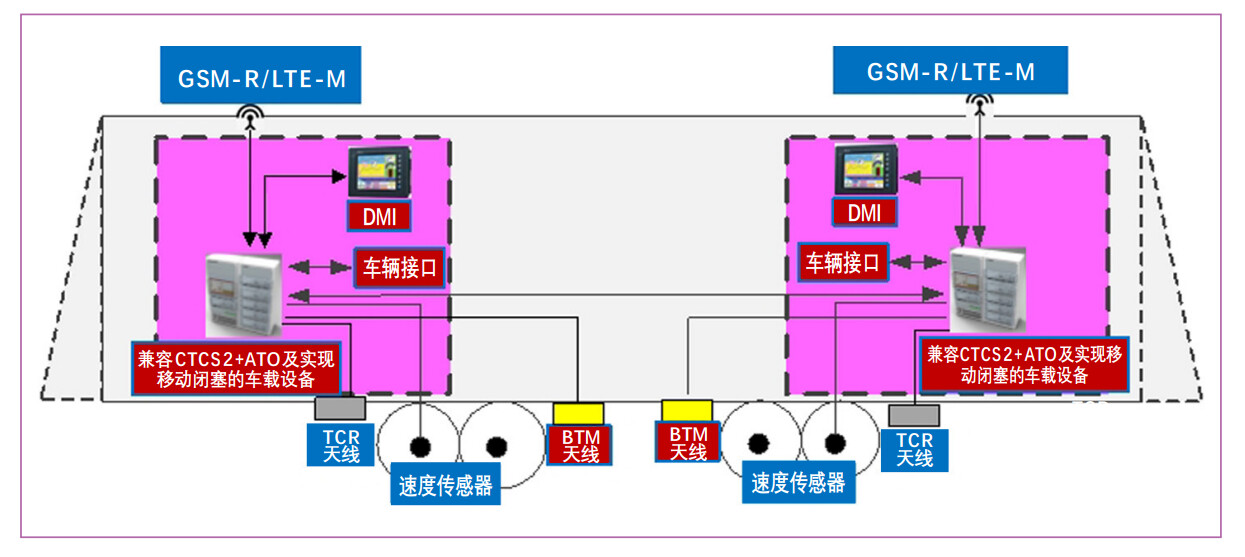 GSM-R/LTE-M
GSM-R/LTE-M
DMI
DMI
车辆接口
车辆接口
兼容CTCS2+ATO及实现
移动闭塞的车载设备
兼容CTCS2+ATO及实现移
动闭塞的车载设备
TCR
天线
BTM
天线
BTM
天线
TCR
天线
速度传感器
速度传感器